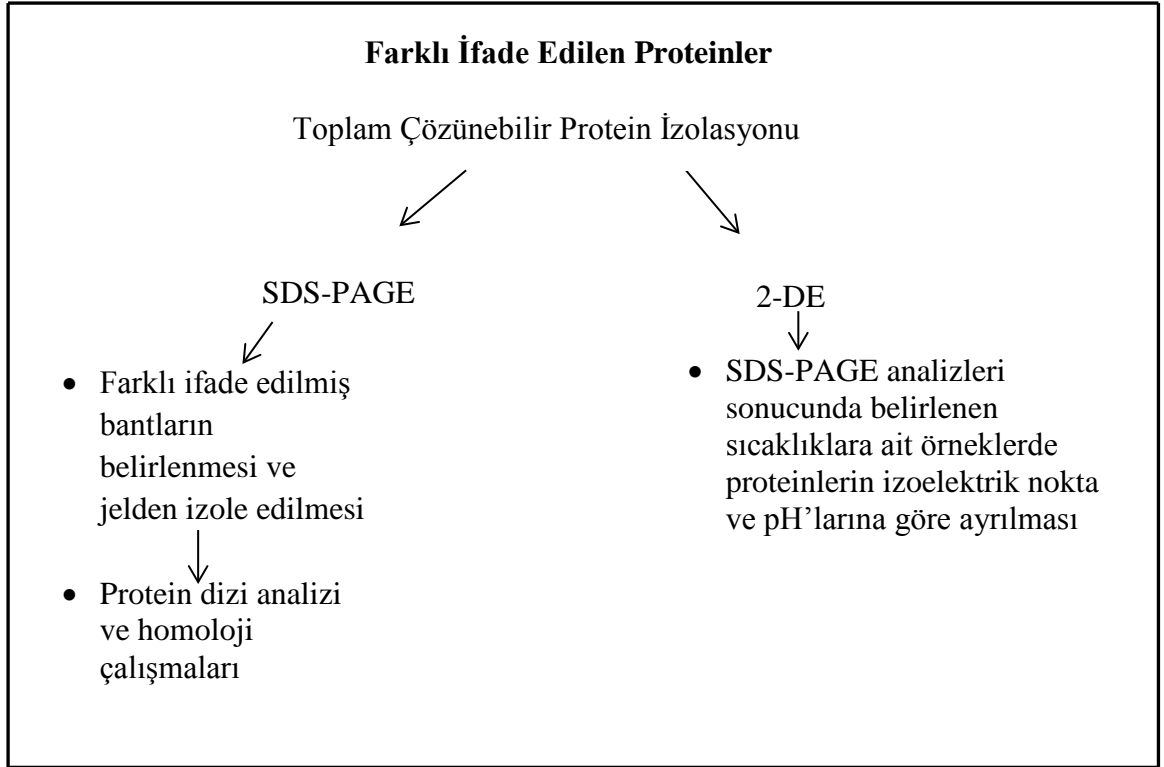 Farklı İfade Edilen Proteinler
Toplam Çözünebilir Protein İzolasyonu
SDS-PAGE
• Farklı ifade edilmiş
bantların
belirlenmesi ve
jelden izole edilmesi
• Protein dizi analizi
ve homoloji
çalışmaları
2-DE
• SDS-PAGE analizleri
sonucunda belirlenen
sıcaklıklara ait örneklerde
proteinlerin izoelektrik nokta
ve pH’larına göre ayrılması